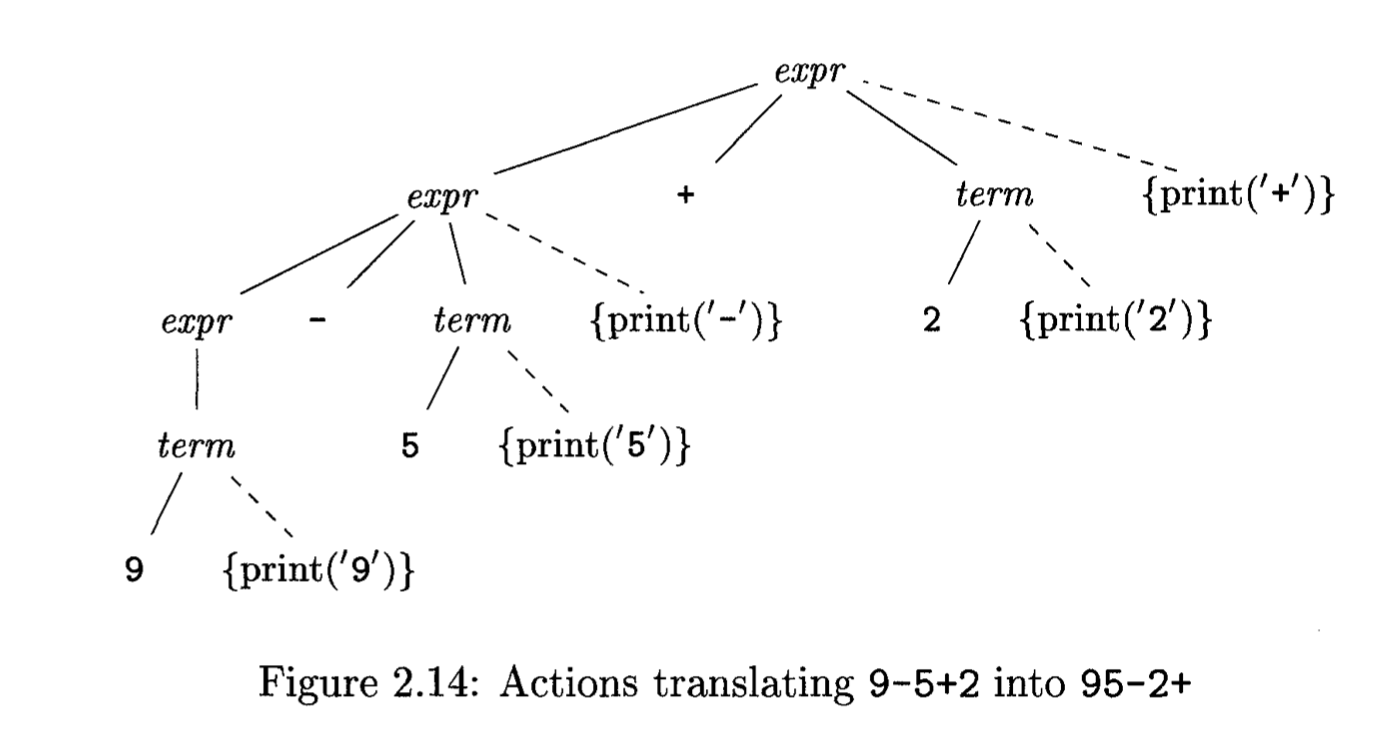 expr
expr + term {print('+')}
expr - term {print('-')} 2 {print('2')}
term 5 {print('5')}
9 {print('9')}
Figure 2.14: Actions translating 9-5+2 into 95-2+